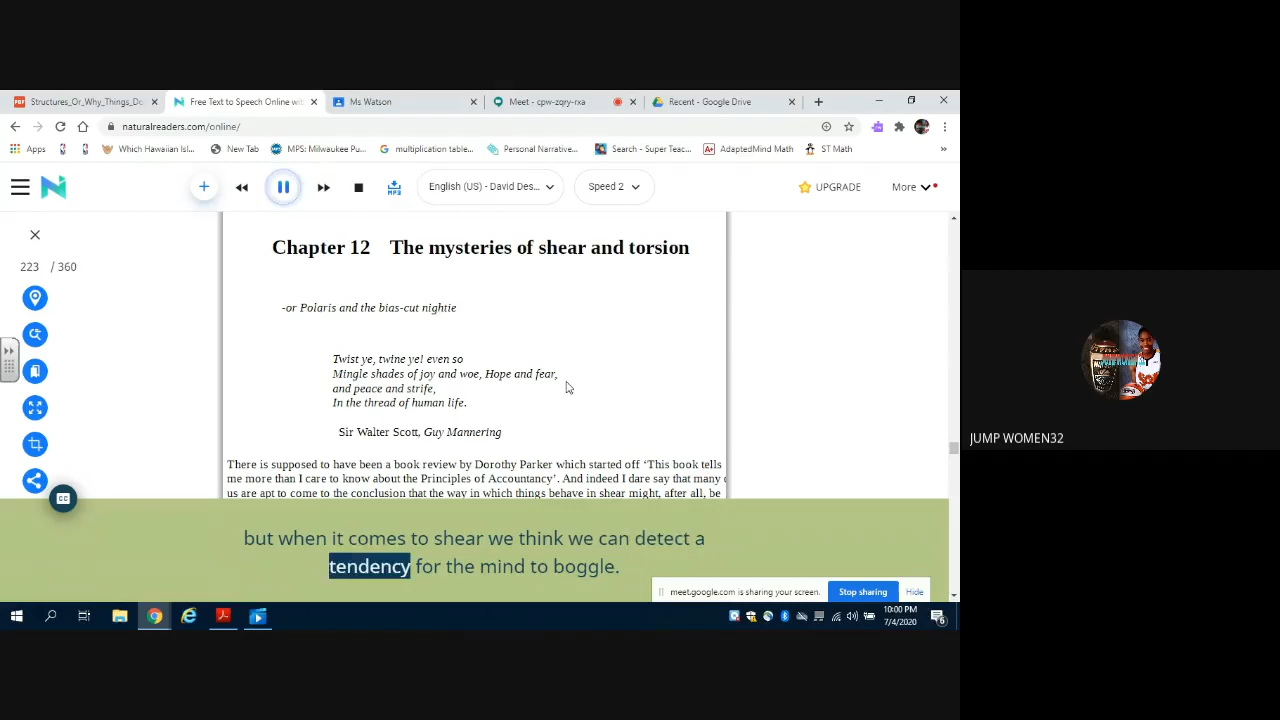 Structures_Or_Why_Things_Do
Free Text to Speech Online wit
Ms Watson
Meet - cpw-zqry-rxa
Recent - Google Drive
naturalreaders.com/online/
Apps
Which Hawaiian Isl...
New Tab
MPS: Milwaukee Pu...
multiplication table...
Personal Narrative...
Search - Super Teac...
AdaptedMind Math
ST Math
MP3
English (US) - David Des...
Speed 2
UPGRADE
More
223 / 360
Chapter 12 The mysteries of shear and torsion
-or Polaris and the bias-cut nightie
Twist ye, twine ye! even so
Mingle shades of joy and woe, Hope and fear,
and peace and strife,
In the thread of human life.
Sir Walter Scott, Guy Mannering
There is supposed to have been a book review by Dorothy Parker which started off ‘This book tells
me more than I care to know about the Principles of Accountancy’. And indeed I dare say that many
us are apt to come to the conclusion that the way in which things behave in shear might, after all, be
CC
but when it comes to shear we think we can detect a
tendency for the mind to boggle.
meet.google.com is sharing your screen.
Stop sharing
Hide
10:00 PM
7/4/2020
6
JUMP WOMEN32